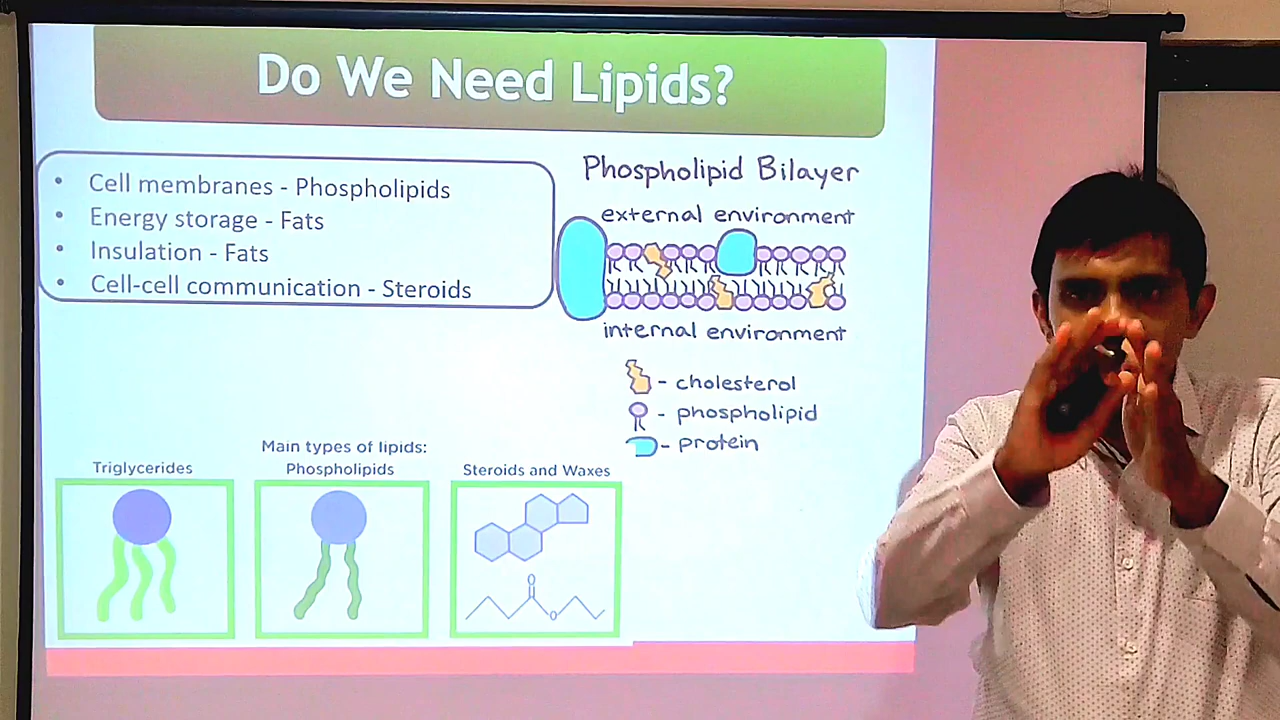 Do We Need Lipids?
• Cell membranes - Phospholipids
• Energy storage - Fats
• Insulation - Fats
• Cell-cell communication - Steroids
Phospholipid Bilayer
external environment
internal environment
- cholesterol
- phospholipid
- protein
Main types of lipids:
Triglycerides
Phospholipids
Steroids and Waxes
O
O